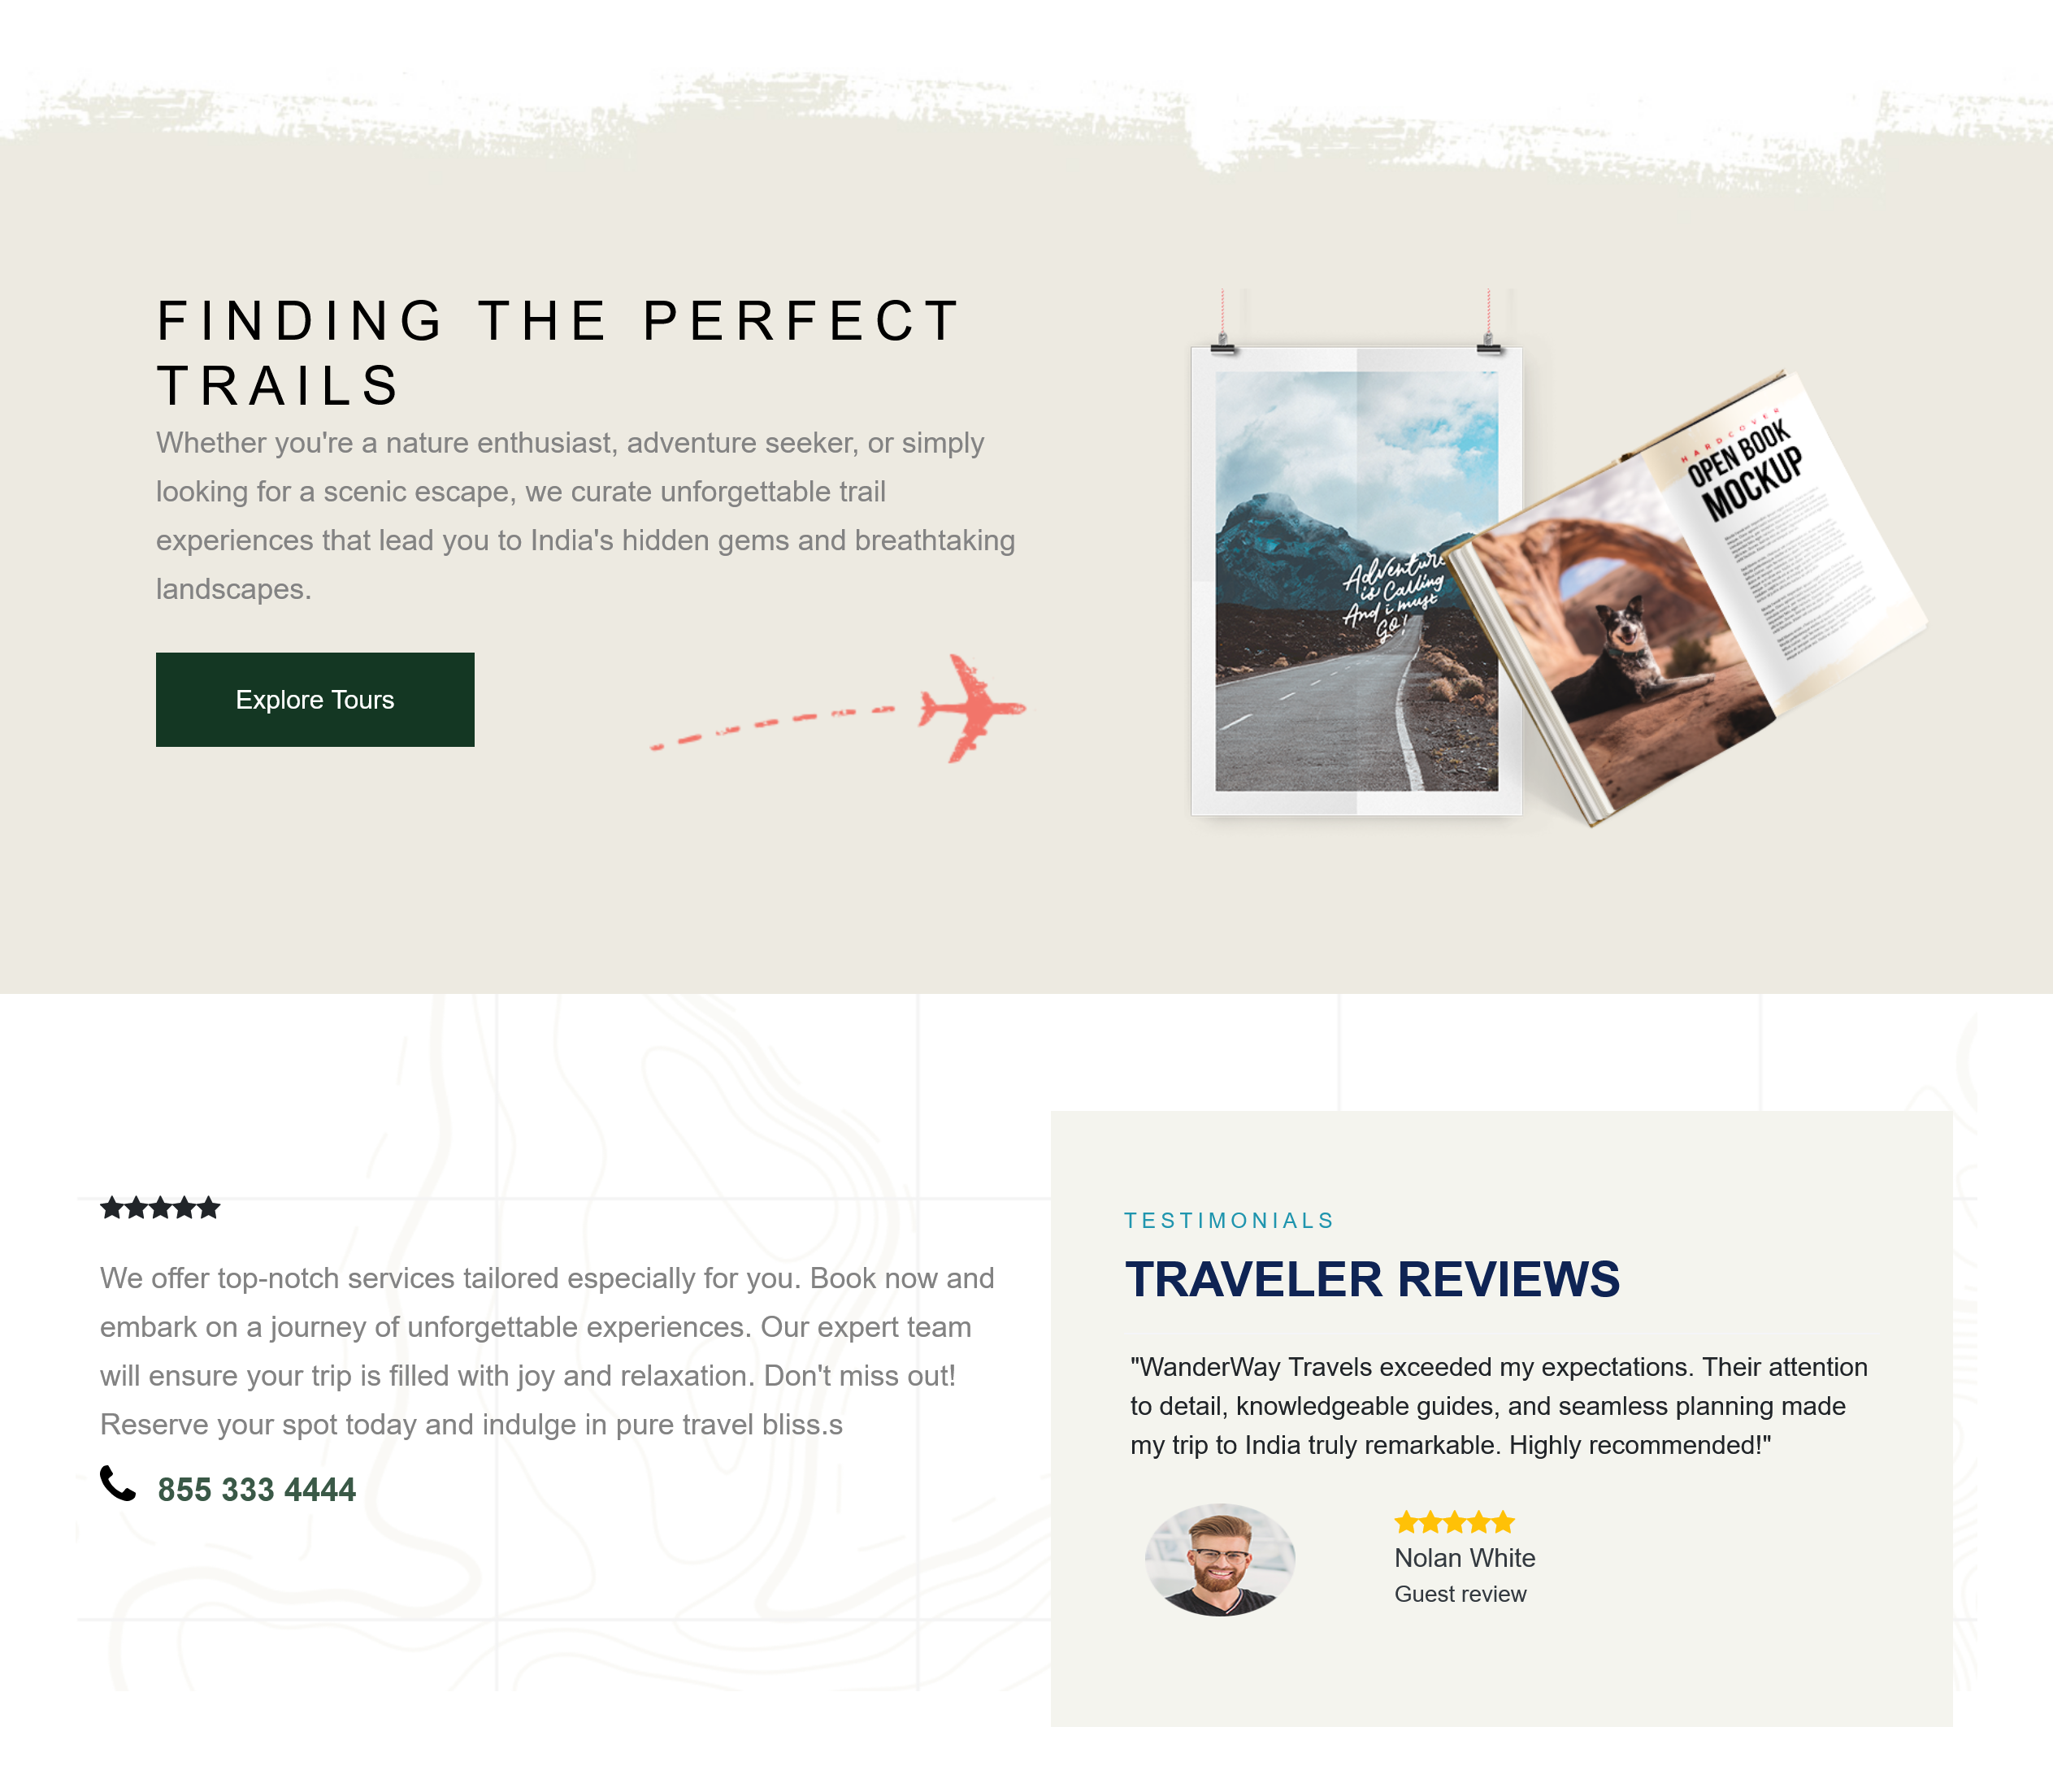 FINDING THE PERFECT
TRAILS
Whether you're a nature enthusiast, adventure seeker, or simply
looking for a scenic escape, we curate unforgettable trail
experiences that lead you to India's hidden gems and breathtaking
landscapes.
Explore Tours
Adventure
is Calling
And i must
GO!
HARDCOVER
OPEN BOOK
MOCKUP
We offer top-notch services tailored especially for you. Book now and
embark on a journey of unforgettable experiences. Our expert team
will ensure your trip is filled with joy and relaxation. Don't miss out!
Reserve your spot today and indulge in pure travel bliss.s
855 333 4444
TESTIMONIALS
TRAVELER REVIEWS
"WanderWay Travels exceeded my expectations. Their attention
to detail, knowledgeable guides, and seamless planning made
my trip to India truly remarkable. Highly recommended!"
Nolan White
Guest review